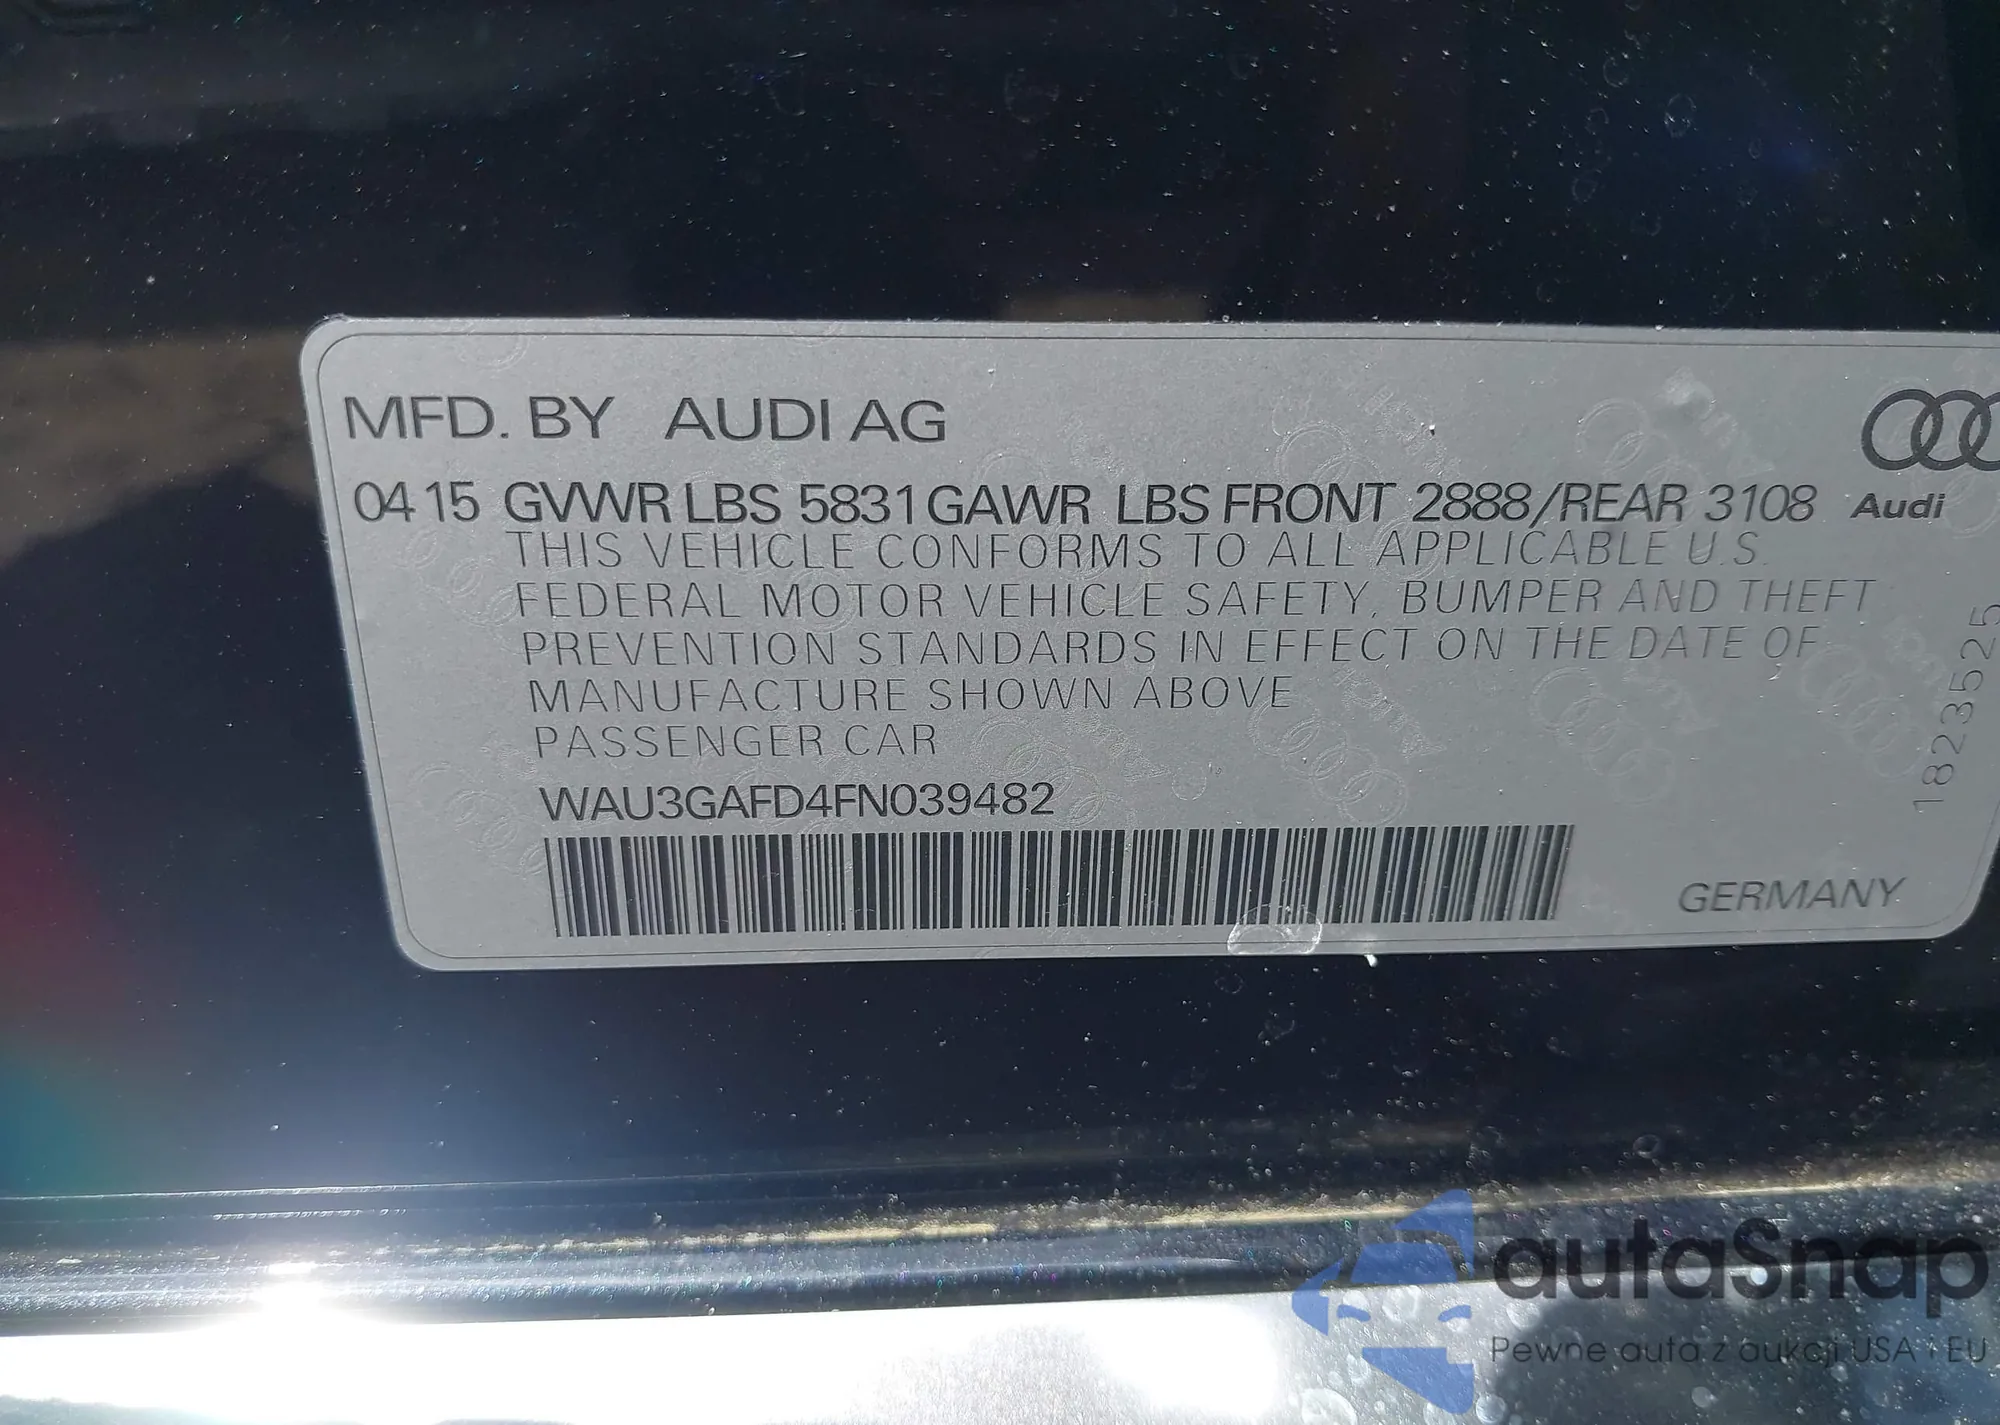 MFD. BY AUDI AG
04 15 GVWR LBS 5831 GAWR LBS FRONT 2888/REAR 3108 Audi
THIS VEHICLE CONFORMS TO ALL APPLICABLE U.S.
FEDERAL MOTOR VEHICLE SAFETY, BUMPER AND THEFT
PREVENTION STANDARDS IN EFFECT ON THE DATE OF
MANUFACTURE SHOWN ABOVE
PASSENGER CAR
WAU3GAFD4FN039482
GERMANY
18235255
autaSnap
Pewne auta z aukcji USA i EU